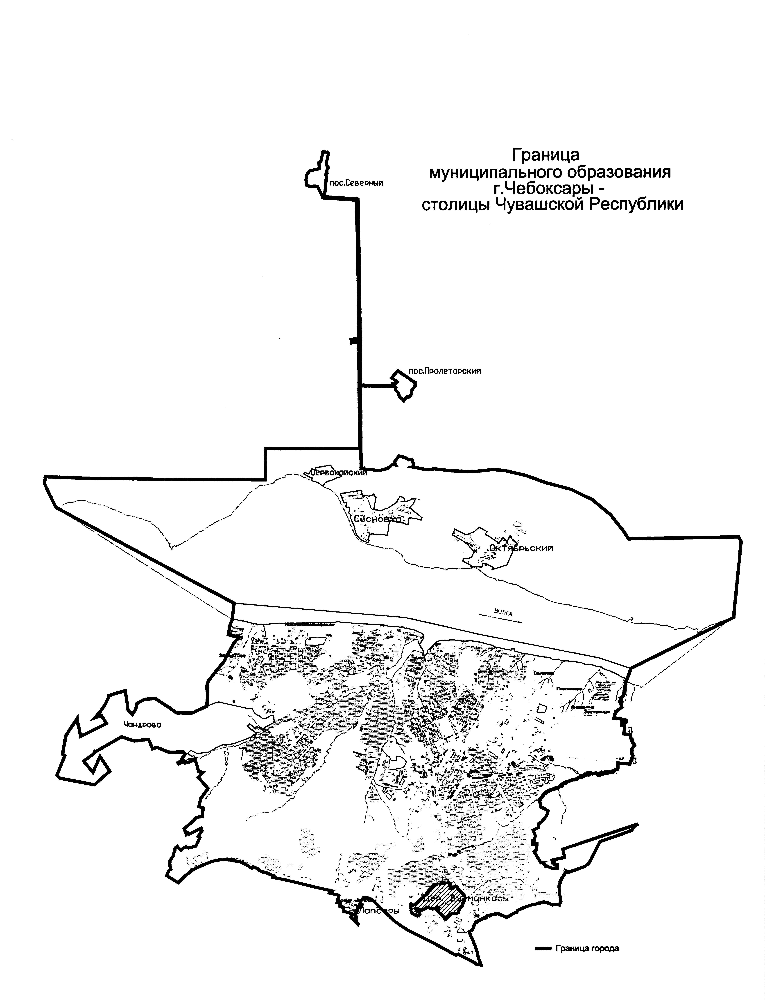 Граница
муниципального образования
г.Чебоксары -
столицы Чувашской Республики
пос.Северный
пос.Пролетарский
Первомайский
Сосновка
Октябрьский
ВОЛГА
Чандрово
Лапсары
Граница города